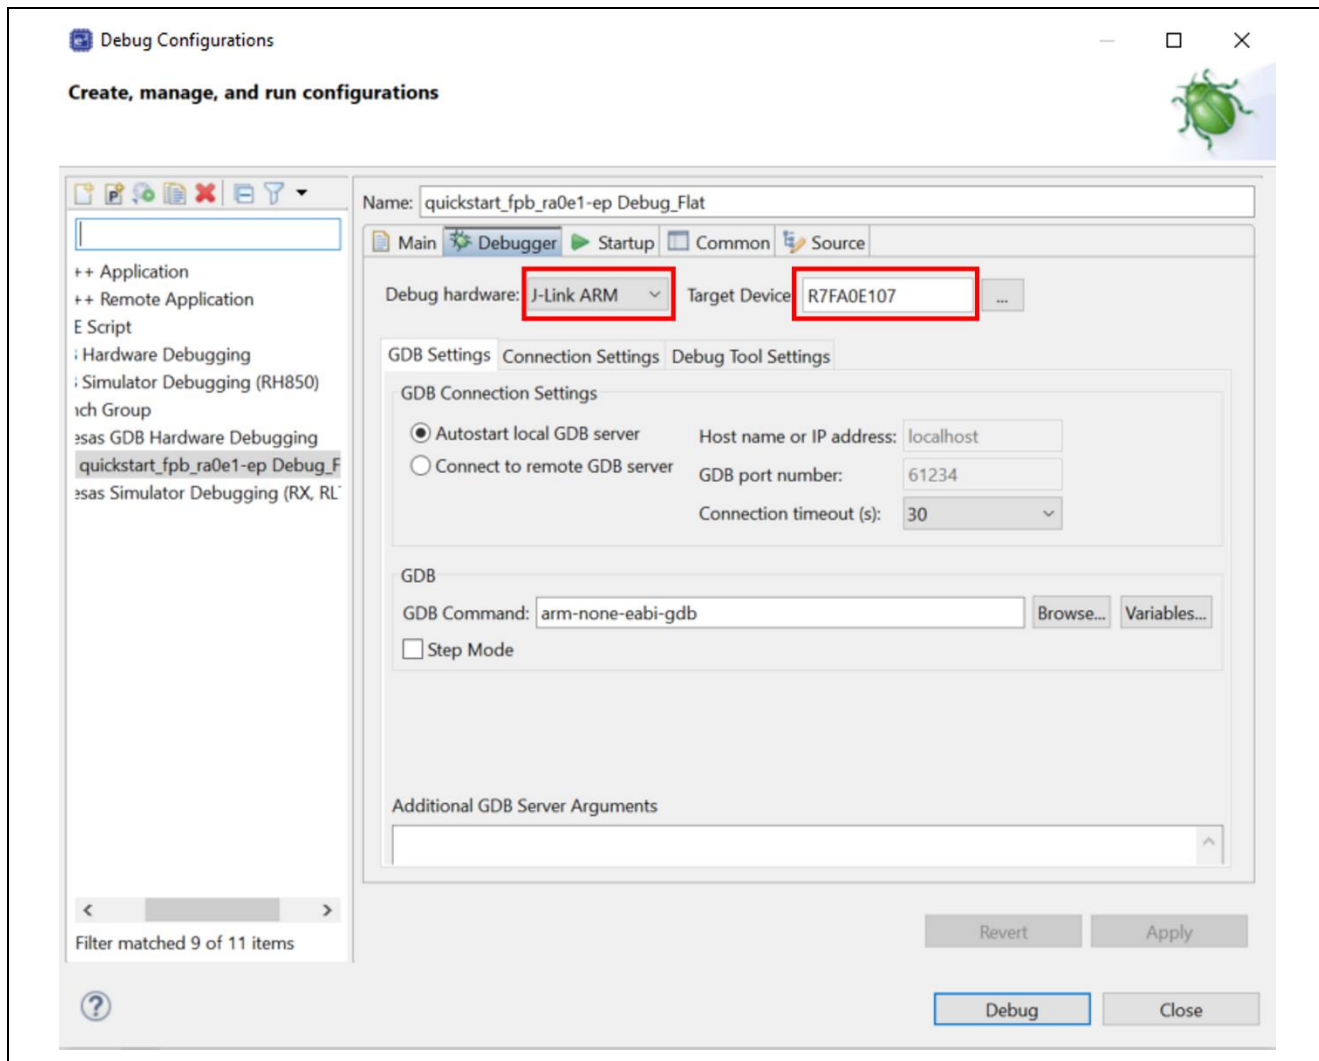 Debug Configurations
Create, manage, and run configurations
Name: quickstart_fpb_ra0e1-ep Debug_Flat
Main Debugger Startup Common Source
++ Application
++ Remote Application
E Script
Hardware Debugging
Simulator Debugging (RH850)
nch Group
esas GDB Hardware Debugging
quickstart_fpb_ra0e1-ep Debug_F
esas Simulator Debugging (RX, RL
Filter matched 9 of 11 items
Debug hardware: J-Link ARM Target Device R7FA0E107 ...
GDB Settings Connection Settings Debug Tool Settings
GDB Connection Settings
Autostart local GDB server
Connect to remote GDB server
Host name or IP address: localhost
GDB port number: 61234
Connection timeout (s): 30
GDB
GDB Command: arm-none-eabi-gdb Browse... Variables...
Step Mode
Additional GDB Server Arguments
Revert Apply
? Debug Close